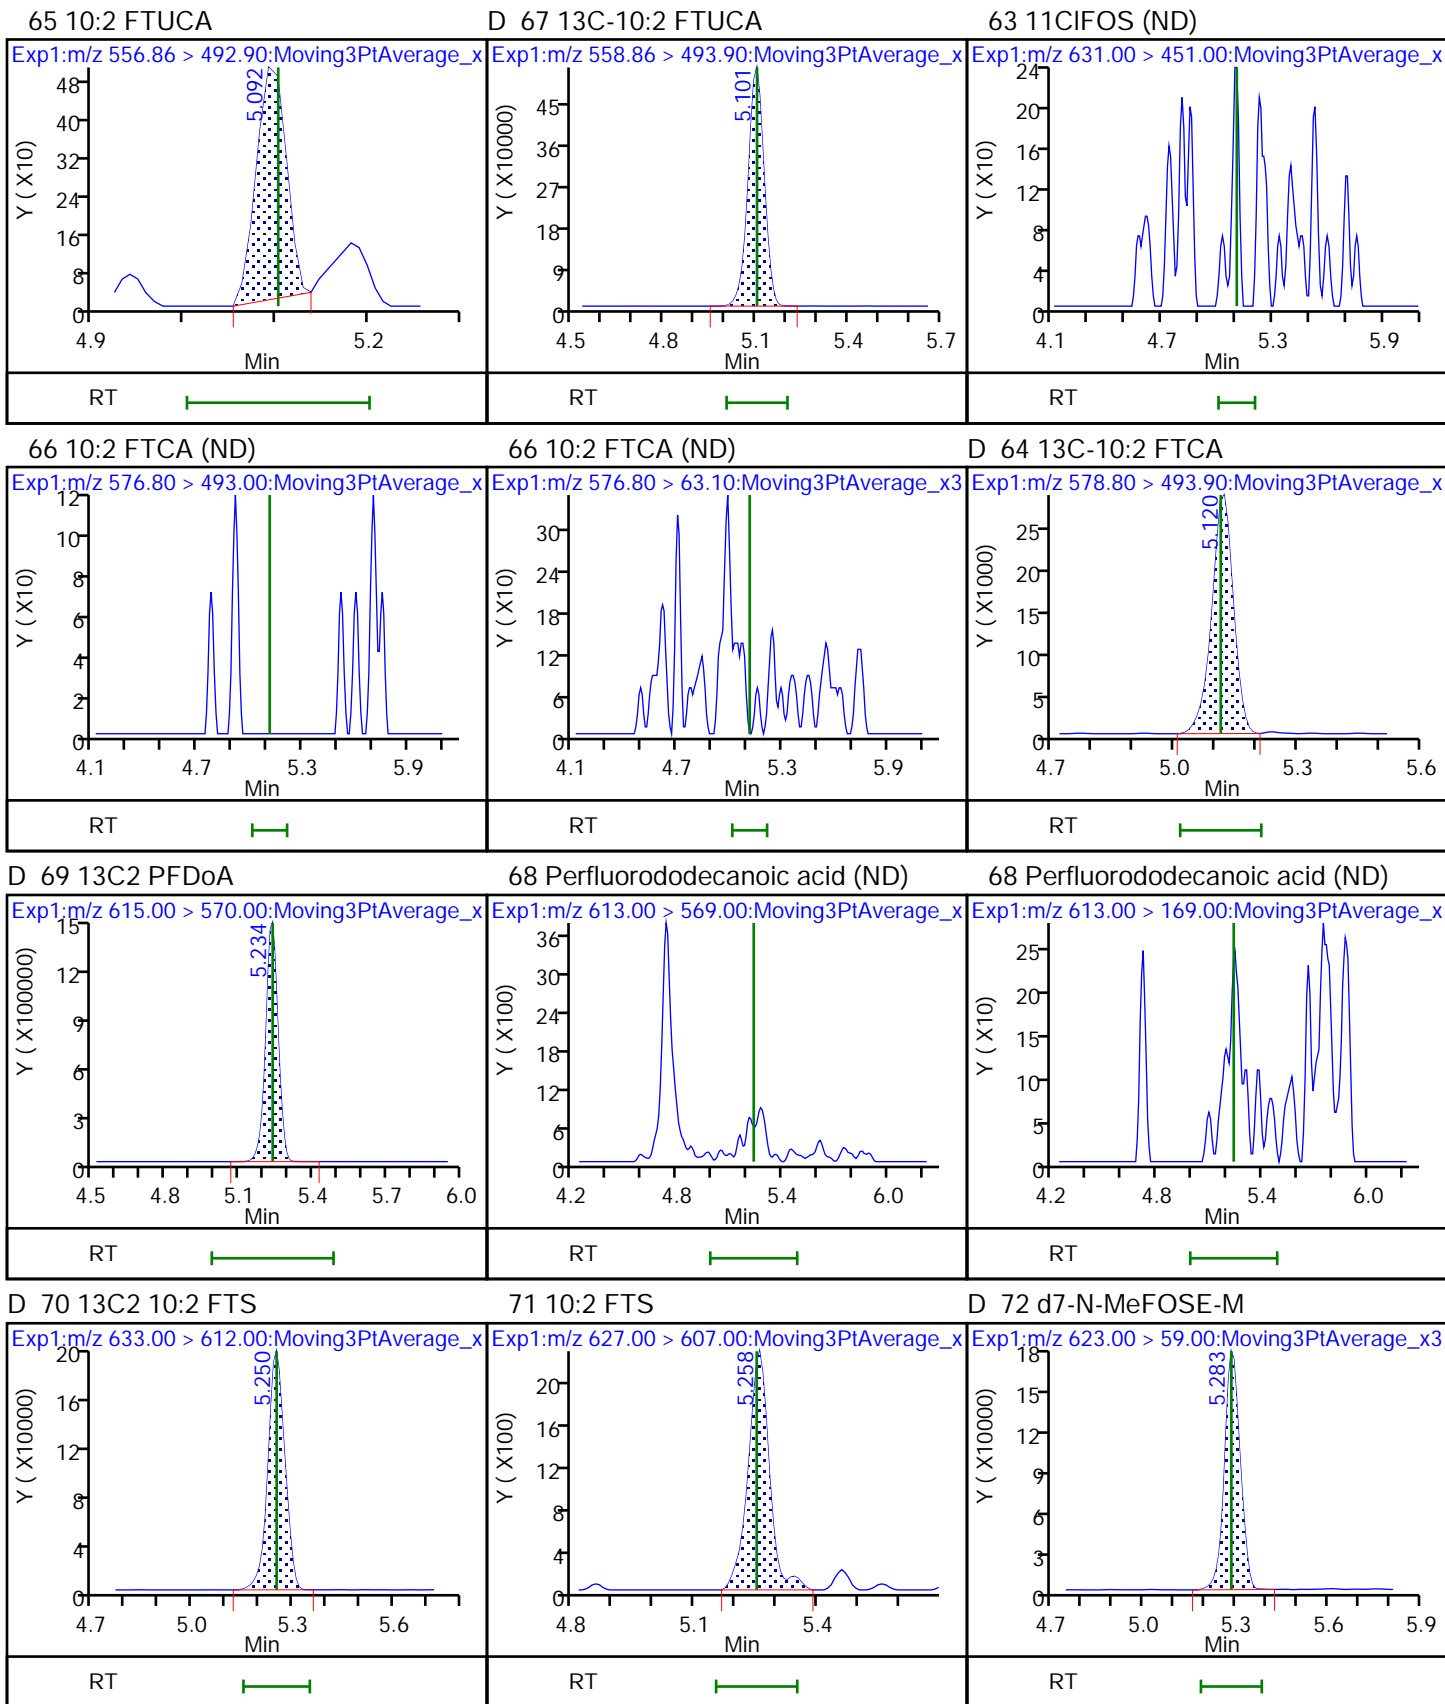 65 10:2 FTUCA
Exp1:m/z 556.86 > 492.90:Moving3PtAverage_x
Y ( X10)
48
40
32
24
16
8
0
5.092
4.9
5.2
Min
RT
D 67 13C-10:2 FTUCA
Exp1:m/z 558.86 > 493.90:Moving3PtAverage_x
Y ( X10000)
45
36
27
18
9
0
5.101
4.5
4.8
5.1
5.4
5.7
Min
RT
63 11ClFOS (ND)
Exp1:m/z 631.00 > 451.00:Moving3PtAverage_x
Y ( X10)
24
20
16
12
8
4
0
4.1
4.7
5.3
5.9
Min
RT
66 10:2 FTCA (ND)
Exp1:m/z 576.80 > 493.00:Moving3PtAverage_x
Y ( X10)
12
10
8
6
4
2
0
4.1
4.7
5.3
5.9
Min
RT
66 10:2 FTCA (ND)
Exp1:m/z 576.80 > 63.10:Moving3PtAverage_x3
Y ( X10)
30
24
18
12
6
0
4.1
4.7
5.3
5.9
Min
RT
D 64 13C-10:2 FTCA
Exp1:m/z 578.80 > 493.90:Moving3PtAverage_x
Y ( X1000)
25
20
15
10
5
0
5.120
4.7
5.0
5.3
5.6
Min
RT
D 69 13C2 PFDoA
Exp1:m/z 615.00 > 570.00:Moving3PtAverage_x
Y ( X100000)
15
12
9
6
3
0
5.234
4.5
4.8
5.1
5.4
5.7
6.0
Min
RT
68 Perfluorododecanoic acid (ND)
Exp1:m/z 613.00 > 569.00:Moving3PtAverage_x
Y ( X100)
36
30
24
18
12
6
0
4.2
4.8
5.4
6.0
Min
RT
68 Perfluorododecanoic acid (ND)
Exp1:m/z 613.00 > 169.00:Moving3PtAverage_x
Y ( X10)
25
20
15
10
5
0
4.2
4.8
5.4
6.0
Min
RT
D 70 13C2 10:2 FTS
Exp1:m/z 633.00 > 612.00:Moving3PtAverage_x
Y ( X10000)
20
16
12
8
4
0
5.250
4.7
5.0
5.3
5.6
Min
RT
71 10:2 FTS
Exp1:m/z 627.00 > 607.00:Moving3PtAverage_x
Y ( X100)
20
16
12
8
4
0
5.258
4.8
5.1
5.4
Min
RT
D 72 d7-N-MeFOSE-M
Exp1:m/z 623.00 > 59.00:Moving3PtAverage_x3
Y ( X10000)
18
15
12
9
6
3
0
5.283
4.7
5.0
5.3
5.6
5.9
Min
RT